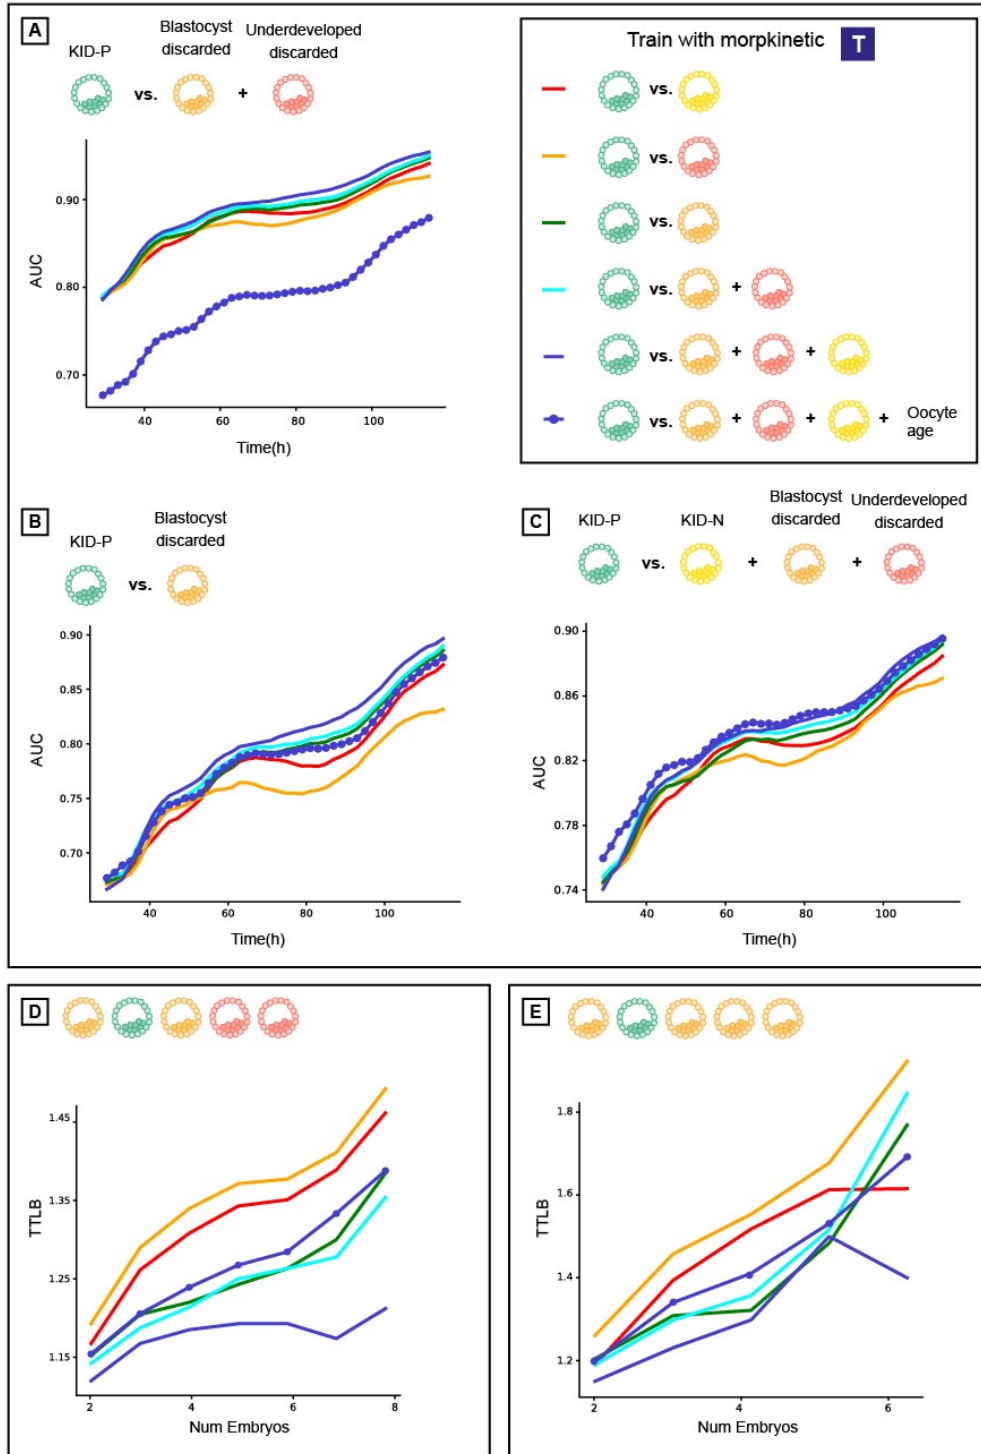 A
KID-P
vs.
Blastocyst
discarded
+
Underdeveloped
discarded
AUC
0.90
0.80
0.70
40
60
80
100
Time(h)
Train with morpkinetic T
vs.
vs.
vs.
vs. +
vs. + +
vs. + + + Oocyte
age
B
KID-P
vs.
Blastocyst
discarded
AUC
0.90
0.85
0.80
0.75
0.70
40
60
80
100
Time(h)
C
KID-P
vs.
KID-N
+
Blastocyst
discarded
+
Underdeveloped
discarded
AUC
0.90
0.86
0.82
0.78
0.74
40
60
80
100
Time(h)
D
TTLB
1.45
1.35
1.25
1.15
2
4
6
8
Num Embryos
E
TTLB
1.8
1.6
1.4
1.2
2
4
6
Num Embryos